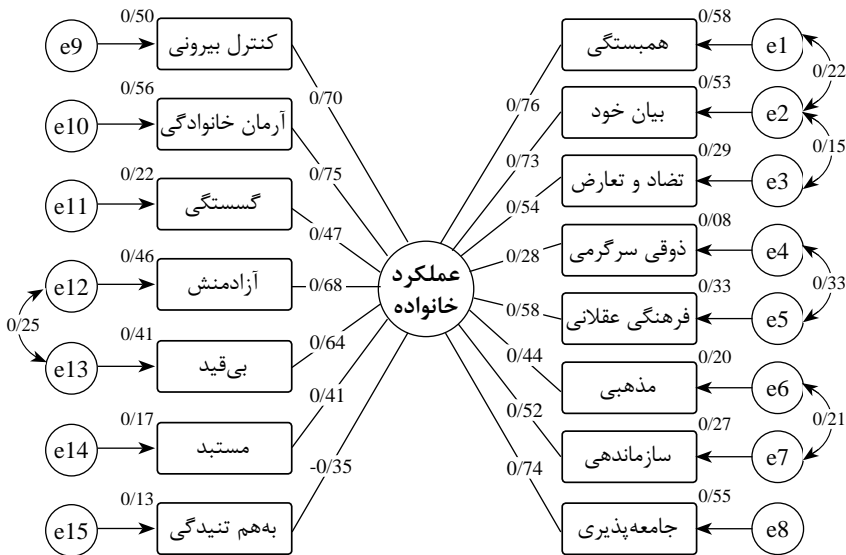 0/58
همبستگی
e1
0/76
0/22
0/53
بیان خود
e2
0/73
0/15
0/29
تضاد و تعارض
e3
0/54
0/08
ذوقی سرگرمی
e4
0/28
0/33
0/33
فرهنگی عقلانی
e5
0/58
0/20
مذهبی
e6
0/44
0/21
0/27
سازماندهی
e7
0/52
0/55
جامعه‌پذیری
e8
0/74
عملکرد
خانواده
0/50
کنترل بیرونی
e9
0/70
0/56
آرمان خانوادگی
e10
0/75
0/22
گسستگی
e11
0/47
0/46
آزادمنش
e12
0/68
0/25
0/41
بی‌قید
e13
0/64
0/17
مستبد
e14
0/41
0/13
به‌هم تنیدگی
e15
-0/35